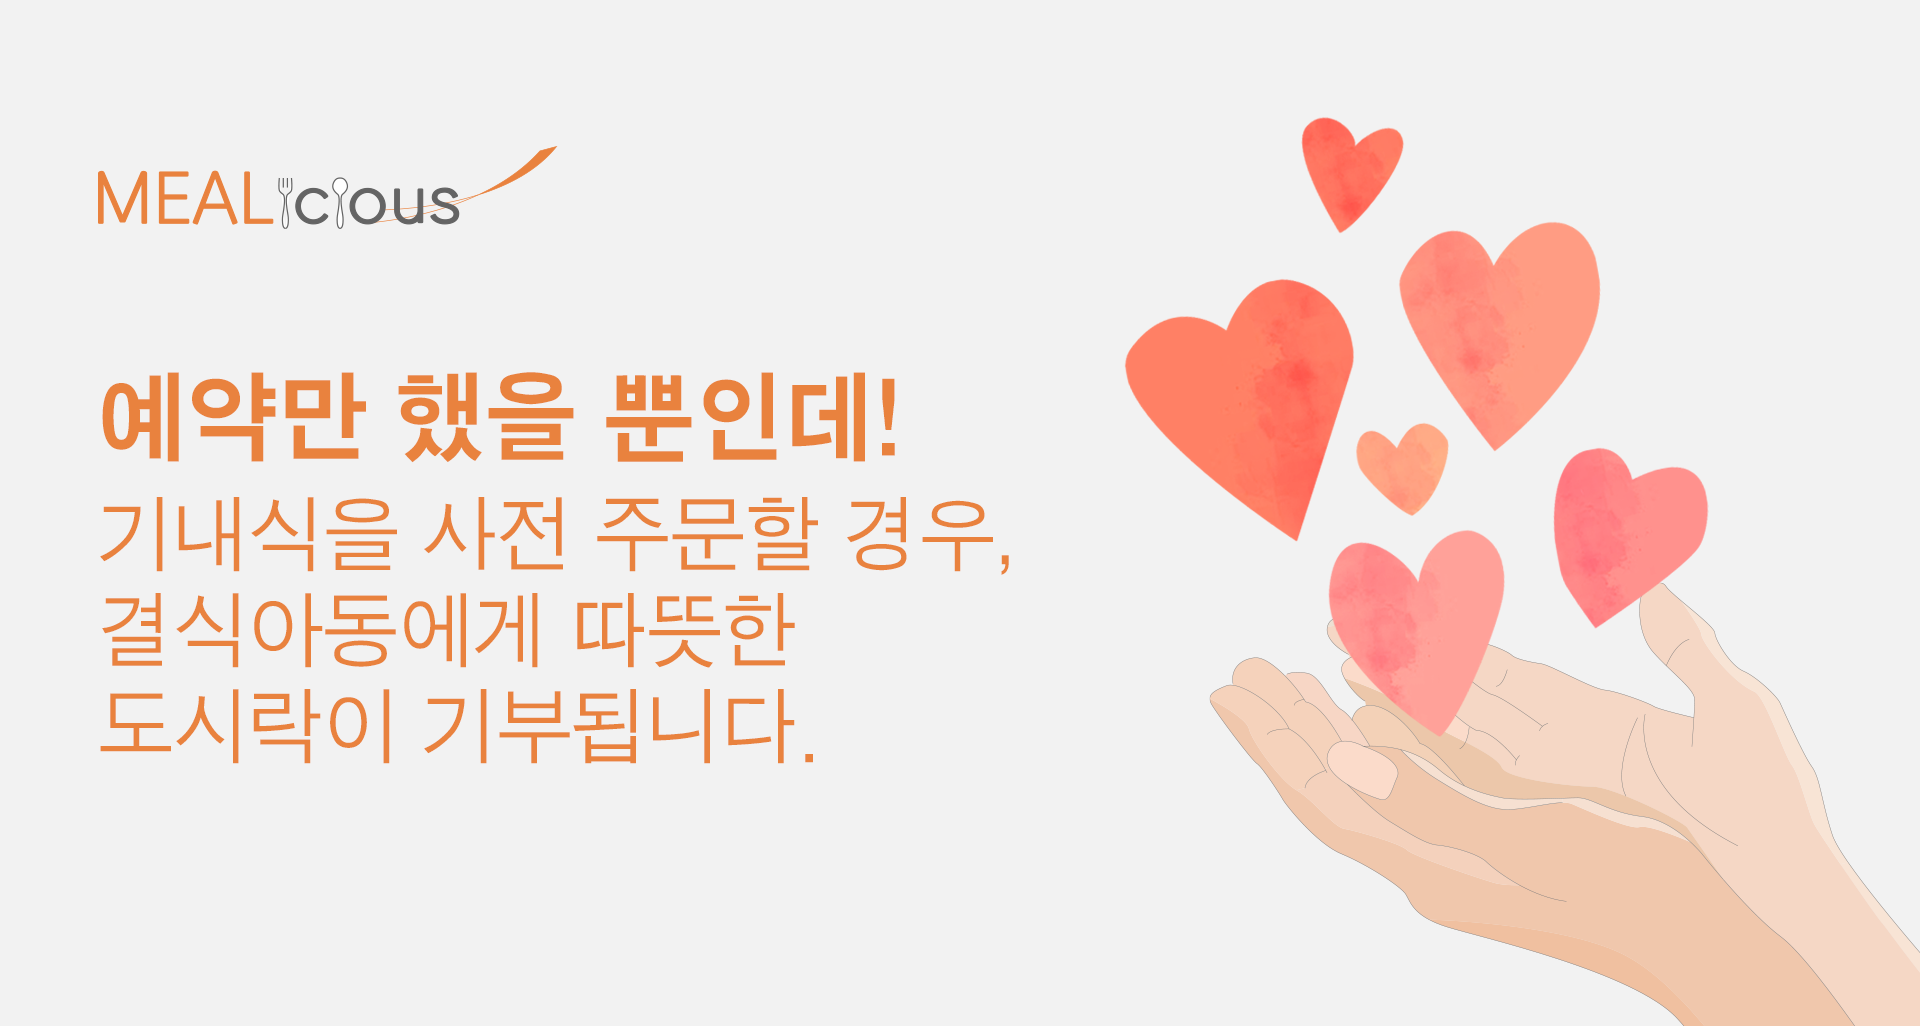 MEALicious
예약만 했을 뿐인데!
기내식을 사전 주문할 경우,
결식아동에게 따뜻한
도시락이 기부됩니다.